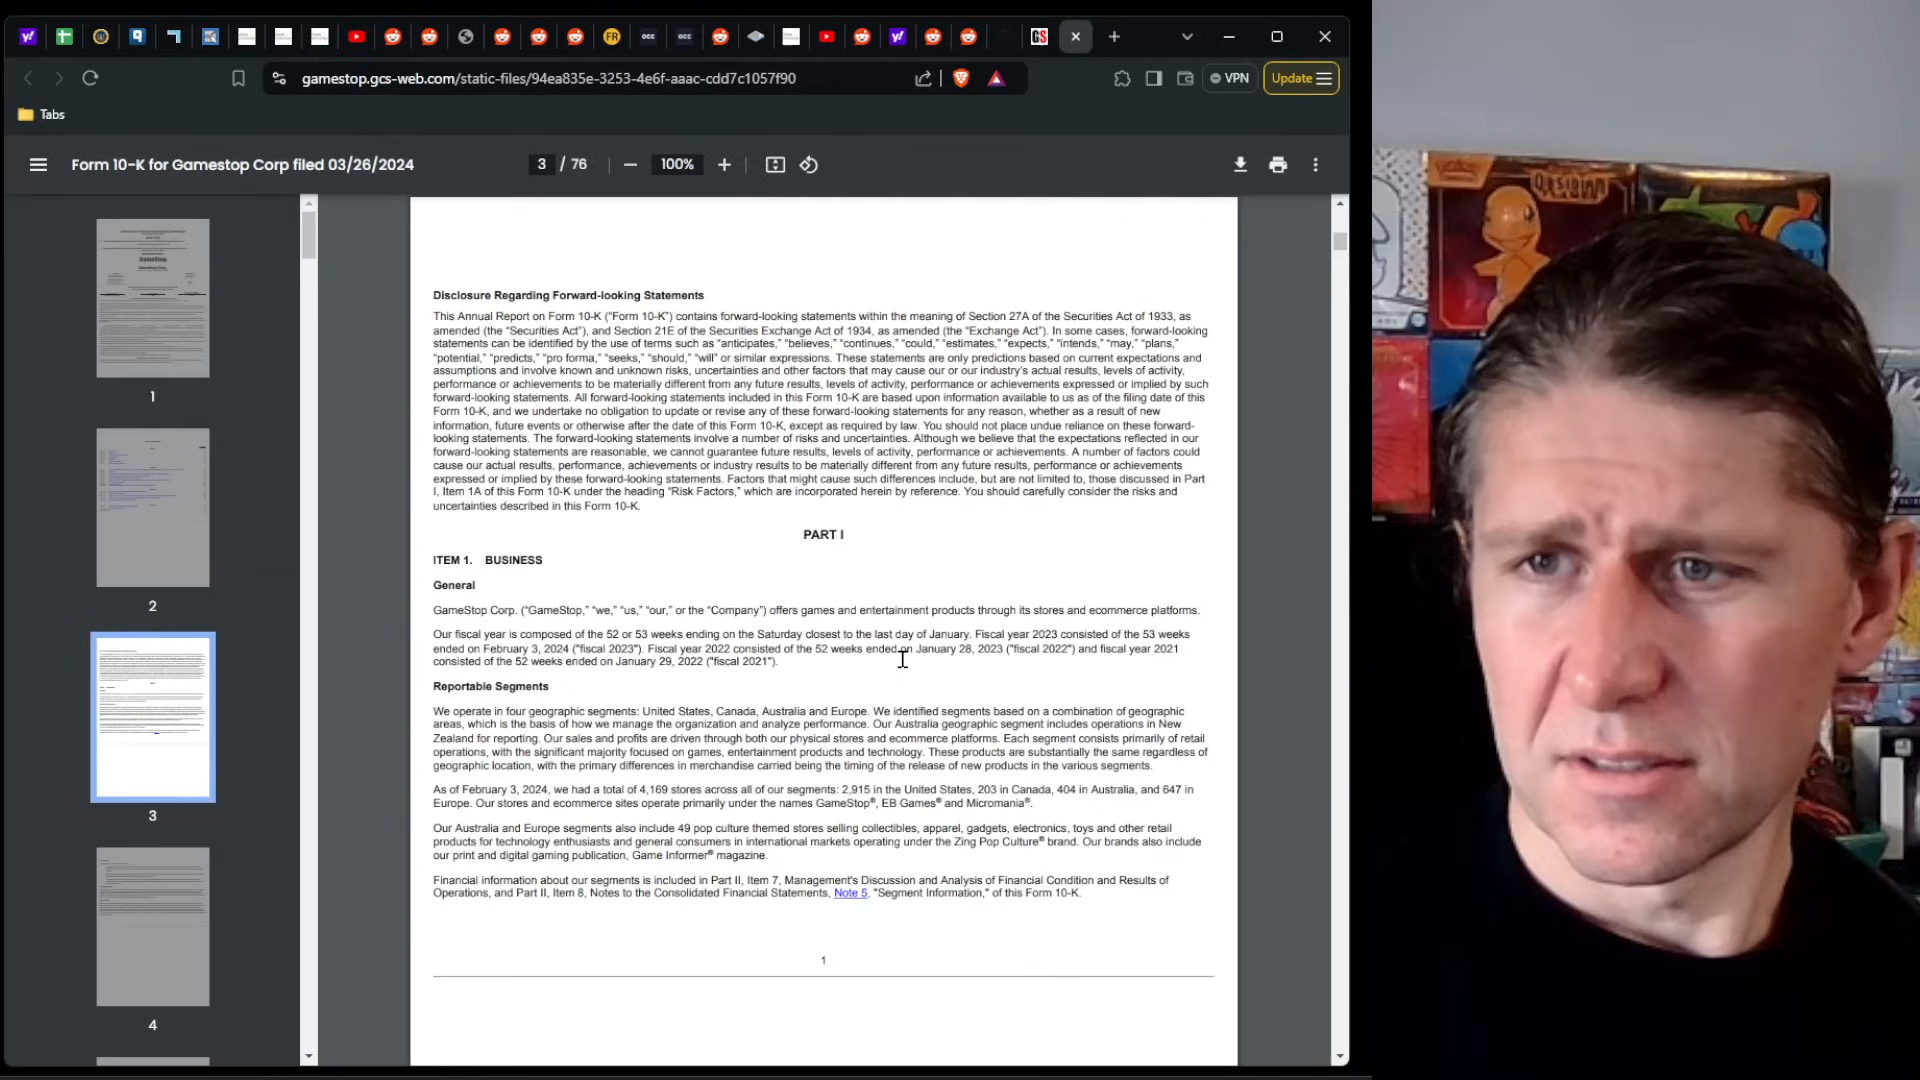 gamestop.gcs-web.com/static-files/94ea835e-3253-4e6f-aaac-cdd7c1057f90
VPN
Update
Tabs
Form 10-K for Gamestop Corp filed 03/26/2024
3 / 76
100%
1
2
3
4
Disclosure Regarding Forward-looking Statements
This Annual Report on Form 10-K (“Form 10-K”) contains forward-looking statements within the meaning of Section 27A of the Securities Act of 1933, as
amended (the “Securities Act”), and Section 21E of the Securities Exchange Act of 1934, as amended (the “Exchange Act”). In some cases, forward-looking
statements can be identified by the use of terms such as “anticipates,” “believes,” “continues,” “could,” “estimates,” “expects,” “intends,” “may,” “plans,”
“potential,” “predicts,” “pro forma,” “seeks,” “should,” “will” or similar expressions. These statements are only predictions based on current expectations and
assumptions and involve known and unknown risks, uncertainties and other factors that may cause our or our industry’s actual results, levels of activity,
performance or achievements to be materially different from any future results, levels of activity, performance or achievements expressed or implied by such
forward-looking statements. All forward-looking statements included in this Form 10-K are based upon information available to us as of the filing date of this
Form 10-K, and we undertake no obligation to update or revise any of these forward-looking statements for any reason, whether as a result of new
information, future events or otherwise after the date of this Form 10-K, except as required by law. You should not place undue reliance on these forward-
looking statements. The forward-looking statements involve a number of risks and uncertainties. Although we believe that the expectations reflected in our
forward-looking statements are reasonable, we cannot guarantee future results, levels of activity, performance or achievements. A number of factors could
cause our actual results, performance, achievements or industry results to be materially different from any future results, performance or achievements
expressed or implied by these forward-looking statements. Factors that might cause such differences include, but are not limited to, those discussed in Part
I, Item 1A of this Form 10-K under the heading “Risk Factors,” which are incorporated herein by reference. You should carefully consider the risks and
uncertainties described in this Form 10-K.
PART I
ITEM 1. BUSINESS
General
GameStop Corp. (“GameStop,” “we,” “us,” “our,” or the “Company”) offers games and entertainment products through its stores and ecommerce platforms.
Our fiscal year is composed of the 52 or 53 weeks ending on the Saturday closest to the last day of January. Fiscal year 2023 consisted of the 53 weeks
ended on February 3, 2024 ("fiscal 2023"). Fiscal year 2022 consisted of the 52 weeks ended on January 28, 2023 ("fiscal 2022") and fiscal year 2021
consisted of the 52 weeks ended on January 29, 2022 ("fiscal 2021").
Reportable Segments
We operate in four geographic segments: United States, Canada, Australia and Europe. We identified segments based on a combination of geographic
areas, which is the basis of how we manage the organization and analyze performance. Our Australia geographic segment includes operations in New
Zealand for reporting. Our sales and profits are driven through both our physical stores and ecommerce platforms. Each segment consists primarily of retail
operations, with the significant majority focused on games, entertainment products and technology. These products are substantially the same regardless of
geographic location, with the primary differences in merchandise carried being the timing of the release of new products in the various segments.
As of February 3, 2024, we had a total of 4,169 stores across all of our segments: 2,915 in the United States, 203 in Canada, 404 in Australia, and 647 in
Europe. Our stores and ecommerce sites operate primarily under the names GameStop®, EB Games® and Micromania®.
Our Australia and Europe segments also include 49 pop culture themed stores selling collectibles, apparel, gadgets, electronics, toys and other retail
products for technology enthusiasts and general consumers in international markets operating under the Zing Pop Culture® brand. Our brands also include
our print and digital gaming publication, Game Informer® magazine.
Financial information about our segments is included in Part II, Item 7, Management's Discussion and Analysis of Financial Condition and Results of
Operations, and Part II, Item 8, Notes to the Consolidated Financial Statements, Note 5, "Segment Information," of this Form 10-K.
1
OBSIDIAN